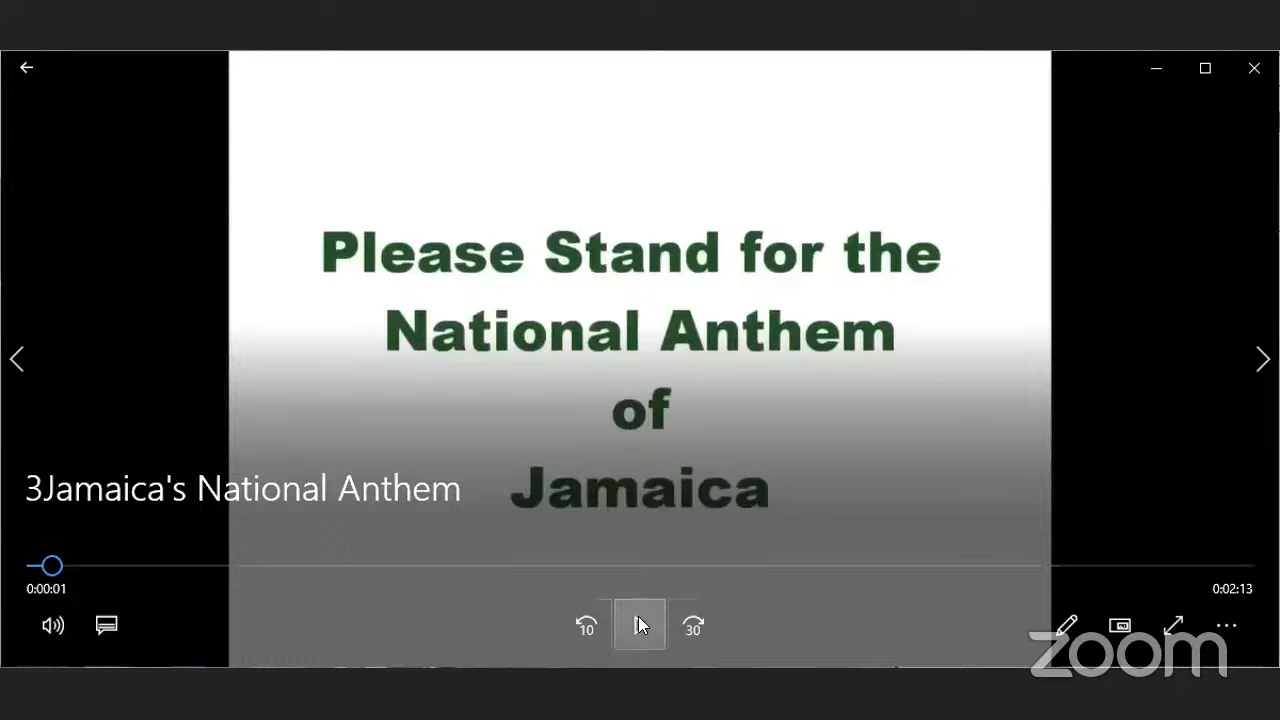 Please Stand for the
National Anthem
of
Jamaica
3Jamaica's National Anthem
0:00:01
0:02:13
10
30
zoom